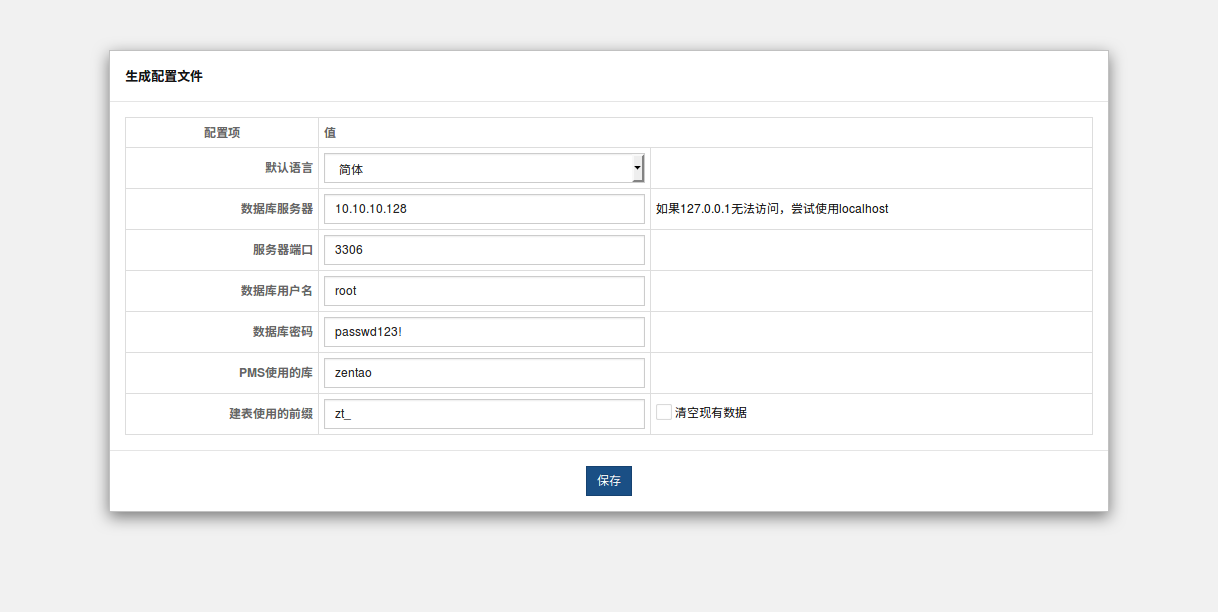 生成配置文件
配置项 值
默认语言 简体
数据库服务器 10.10.10.128 如果127.0.0.1无法访问，尝试使用localhost
服务器端口 3306
数据库用户名 root
数据库密码 passwd123!
PMS使用的库 zentao
建表使用的前缀 zt_ 清空现有数据
保存